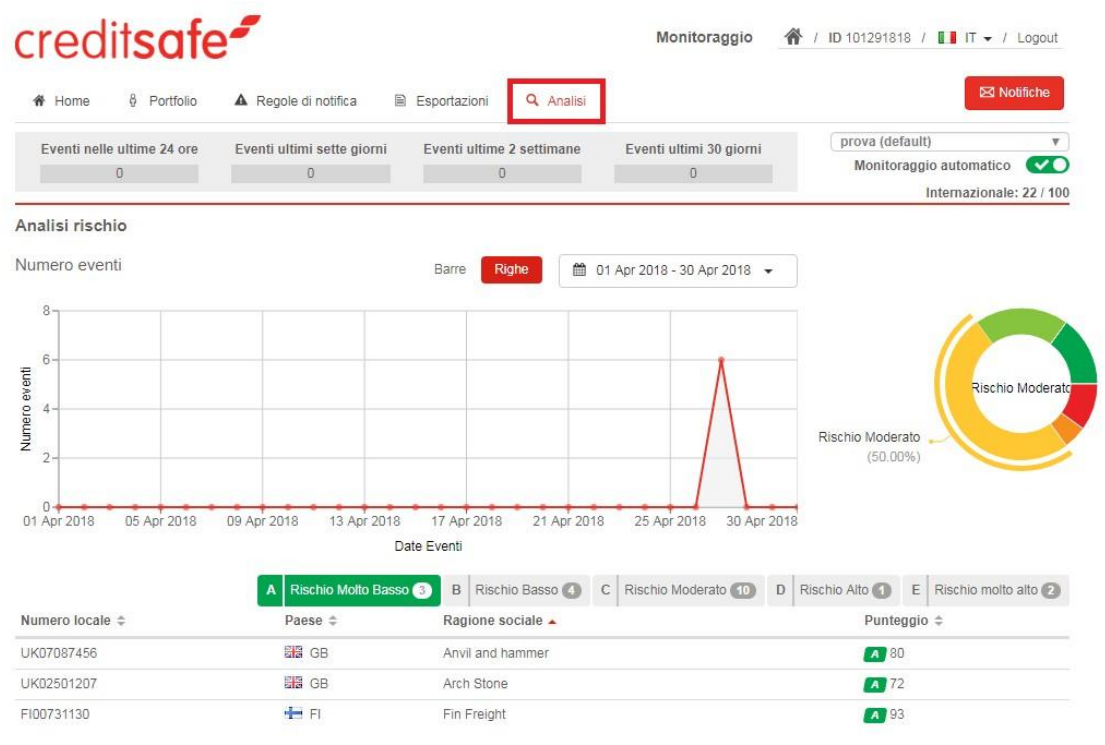 creditsafe
Monitoraggio / ID 101291818 / IT / Logout
Home Portfolio Regole di notifica Esportazioni Analisi Notifiche
Eventi nelle ultime 24 ore Eventi ultimi sette giorni Eventi ultime 2 settimane Eventi ultimi 30 giorni
0 0 0 0
prova (default)
Monitoraggio automatico
Internazionale: 22 / 100
Analisi rischio
Numero eventi
Barre Righe 01 Apr 2018 - 30 Apr 2018
8
6
4
2
0
Numero eventi
01 Apr 2018 05 Apr 2018 09 Apr 2018 13 Apr 2018 17 Apr 2018 21 Apr 2018 25 Apr 2018 30 Apr 2018
Date Eventi
Rischio Moderato
Rischio Moderato
(50.00%)
A Rischio Molto Basso 3 B Rischio Basso 4 C Rischio Moderato 10 D Rischio Alto 1 E Rischio molto alto 2
Numero locale Paese Ragione sociale Punteggio
UK07087456 GB Anvil and hammer A 80
UK02501207 GB Arch Stone A 72
FI00731130 FI Fin Freight A 93